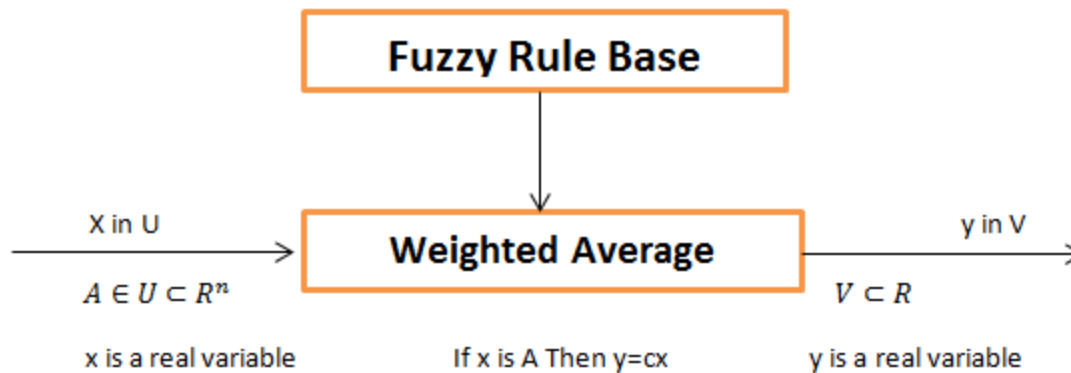 Fuzzy Rule Base
X in U
Weighted Average
y in V
A ∈ U ⊂ Rⁿ
V ⊂ R
x is a real variable
If x is A Then y=cx
y is a real variable